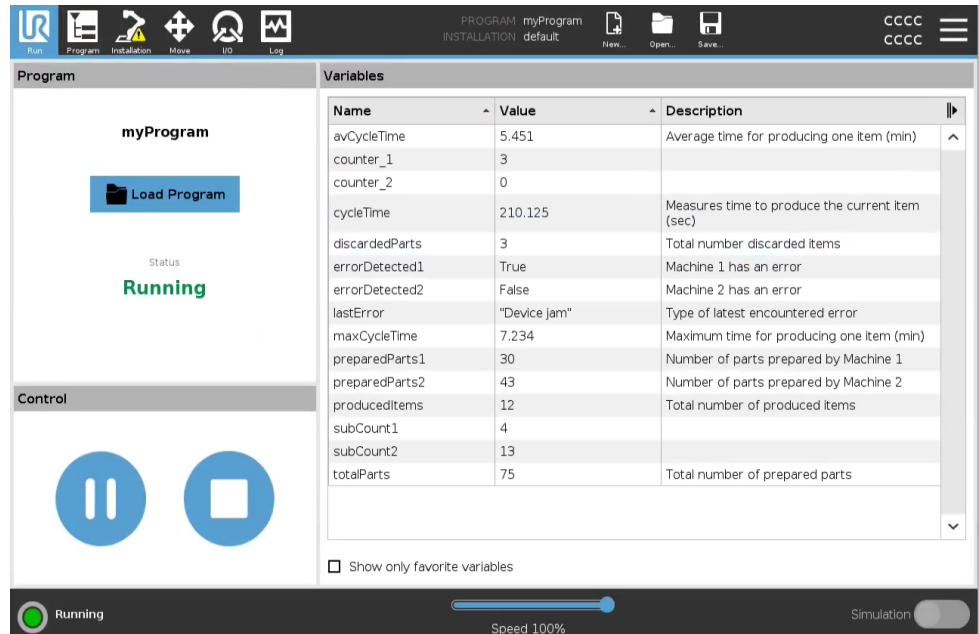 PROGRAM myProgram
INSTALLATION default
CCCC
CCCC
Run Program Installation Move I/O Log New... Open... Save...
Program
myProgram
Load Program
Status
Running
Control
Variables
Name Value Description
avCycleTime 5.451 Average time for producing one item (min)
counter_1 3
counter_2 0
cycleTime 210.125 Measures time to produce the current item
(sec)
discardedParts 3 Total number discarded items
errorDetected1 True Machine 1 has an error
errorDetected2 False Machine 2 has an error
lastError "Device jam" Type of latest encountered error
maxCycleTime 7.234 Maximum time for producing one item (min)
preparedParts1 30 Number of parts prepared by Machine 1
preparedParts2 43 Number of parts prepared by Machine 2
producedItems 12 Total number of produced items
subCount1 4
subCount2 13
totalParts 75 Total number of prepared parts
Show only favorite variables
Running
Speed 100%
Simulation